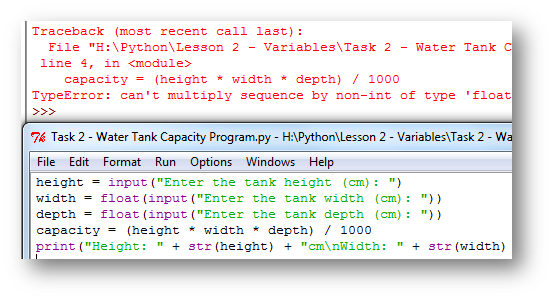 Traceback (most recent call last):
File "H:\Python\Lesson 2 - Variables\Task 2 - Water Tank C
line 4, in <module>
capacity = (height * width * depth) / 1000
TypeError: can't multiply sequence by non-int of type 'float
>>>
Task 2 - Water Tank Capacity Program.py - H:\Python\Lesson 2 - Variables\Task 2 - Wa
File Edit Format Run Options Windows Help
height = input("Enter the tank height (cm): ")
width = float(input("Enter the tank width (cm): "))
depth = float(input("Enter the tank depth (cm): "))
capacity = (height * width * depth) / 1000
print("Height: " + str(height) + "cm\nWidth: " + str(width)